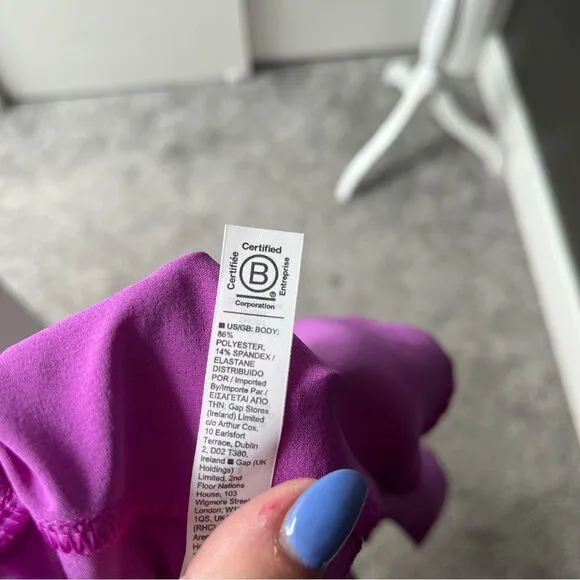 Certified
Certifiée
B
®
Entreprise
Corporation
■ US/GB: BODY:
86%
POLYESTER,
14% SPANDEX /
ELASTANE
DISTRIBUIDO
POR / Imported
By/Importe Par /
ΕΙΣΑΓΕΤΑΙ ΑΠΟ
ΤΗΝ: Gap Stores
(Ireland) Limited
c/o Arthur Cox,
10 Earlsfort
Terrace, Dublin
2, D02 T380,
Ireland ■ Gap (UK
Holdings)
Limited, 2nd
Floor Nations
House, 103
Wigmore Street
London,
1QS, UK
(RHC)